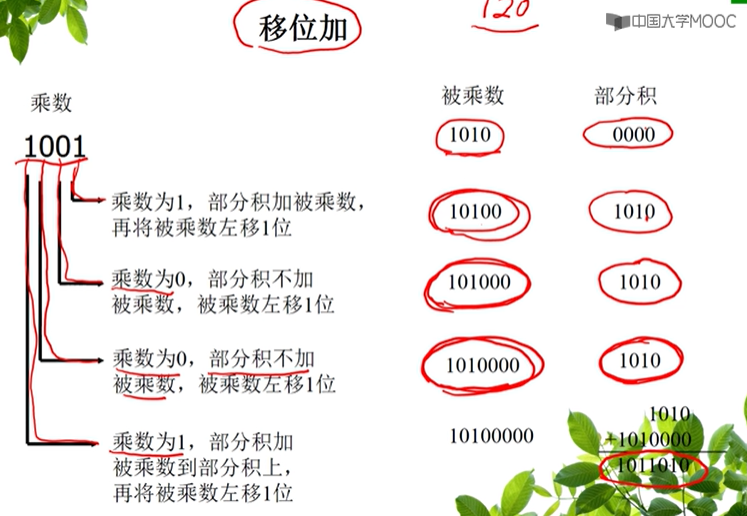 移位加
120
中国大学MOOC
乘数
被乘数
部分积
1001
1010
0000
乘数为1，部分积加被乘数，
再将被乘数左移1位
10100
1010
乘数为0，部分积不加
被乘数，被乘数左移1位
101000
1010
乘数为0，部分积不加
被乘数，被乘数左移1位
1010000
1010
乘数为1，部分积加
被乘数到部分积上，
再将被乘数左移1位
10100000
1010
+1010000
1011010